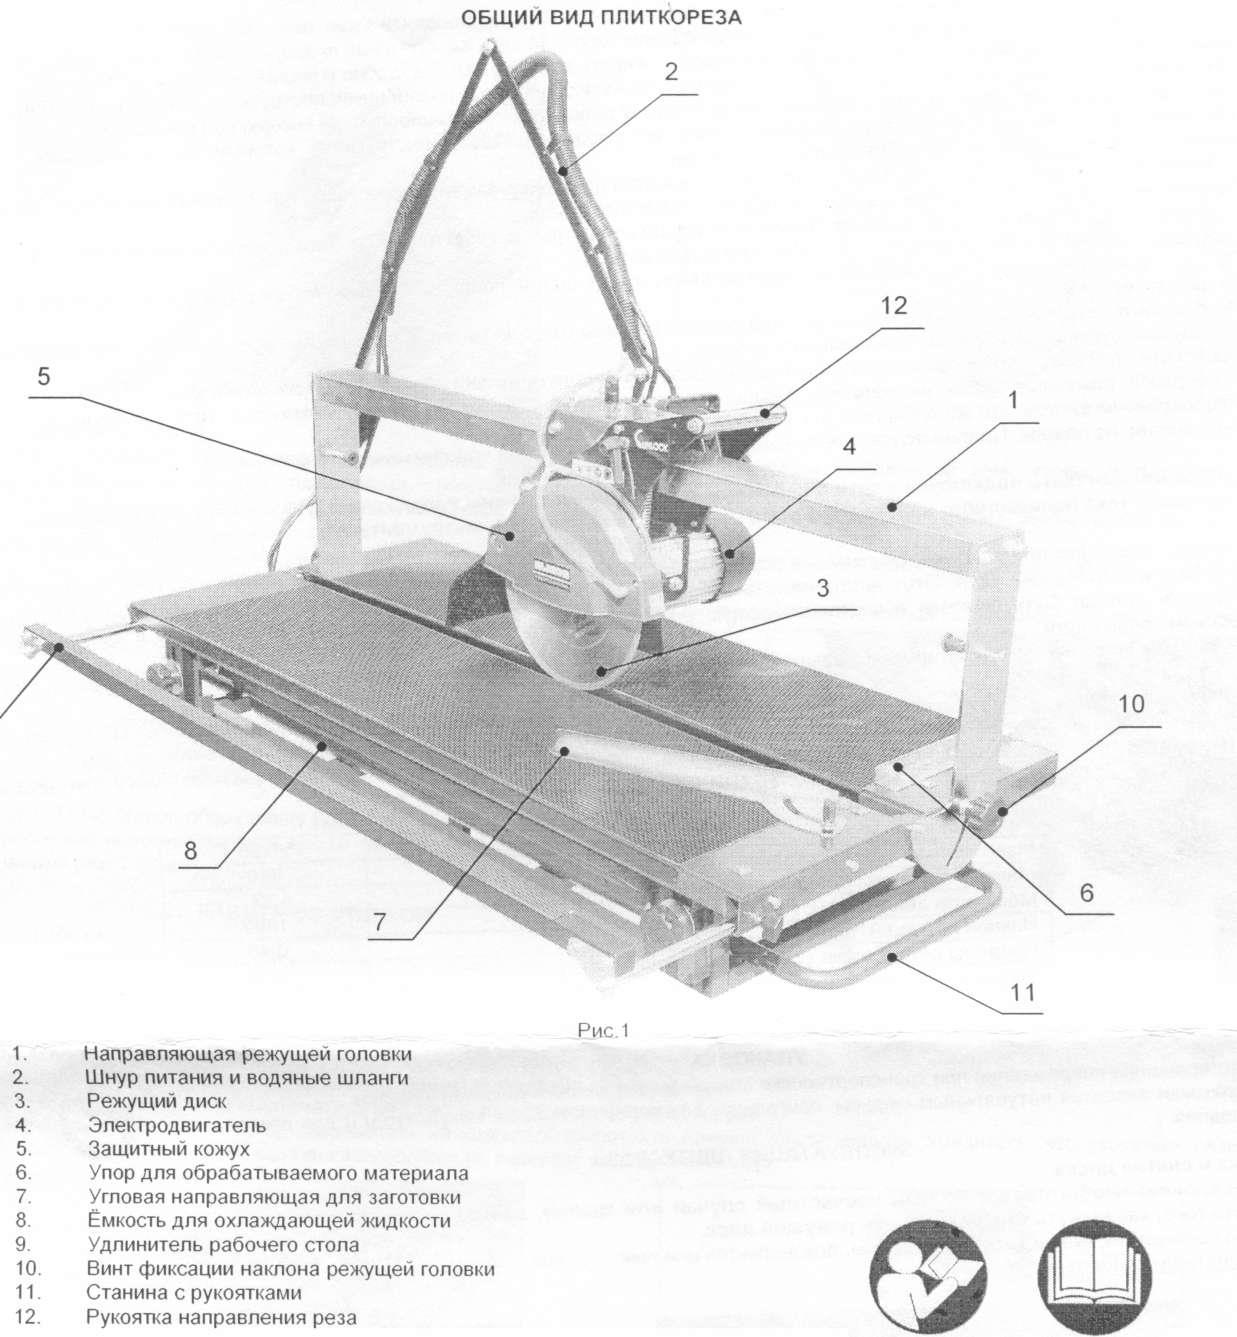 ОБЩИЙ ВИД ПЛИТКОРЕЗА
2
12
5
1
4
3
10
8
7
6
11
Рис.1
1. Направляющая режущей головки
2. Шнур питания и водяные шланги
3. Режущий диск
4. Электродвигатель
5. Защитный кожух
6. Упор для обрабатываемого материала
7. Угловая направляющая для заготовки
8. Ёмкость для охлаждающей жидкости
9. Удлинитель рабочего стола
10. Винт фиксации наклона режущей головки
11. Станина с рукоятками
12. Рукоятка направления реза